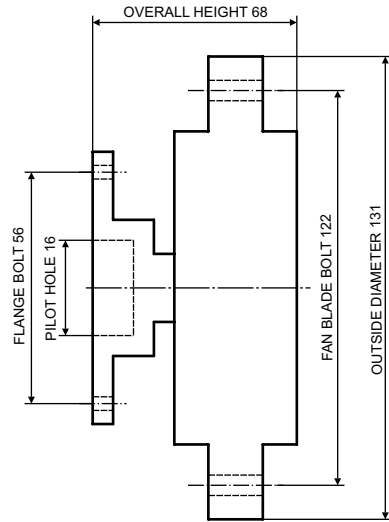 OVERALL HEIGHT 68
FLANGE BOLT 56
PILOT HOLE 16
FAN BLADE BOLT 122
OUTSIDE DIAMETER 131